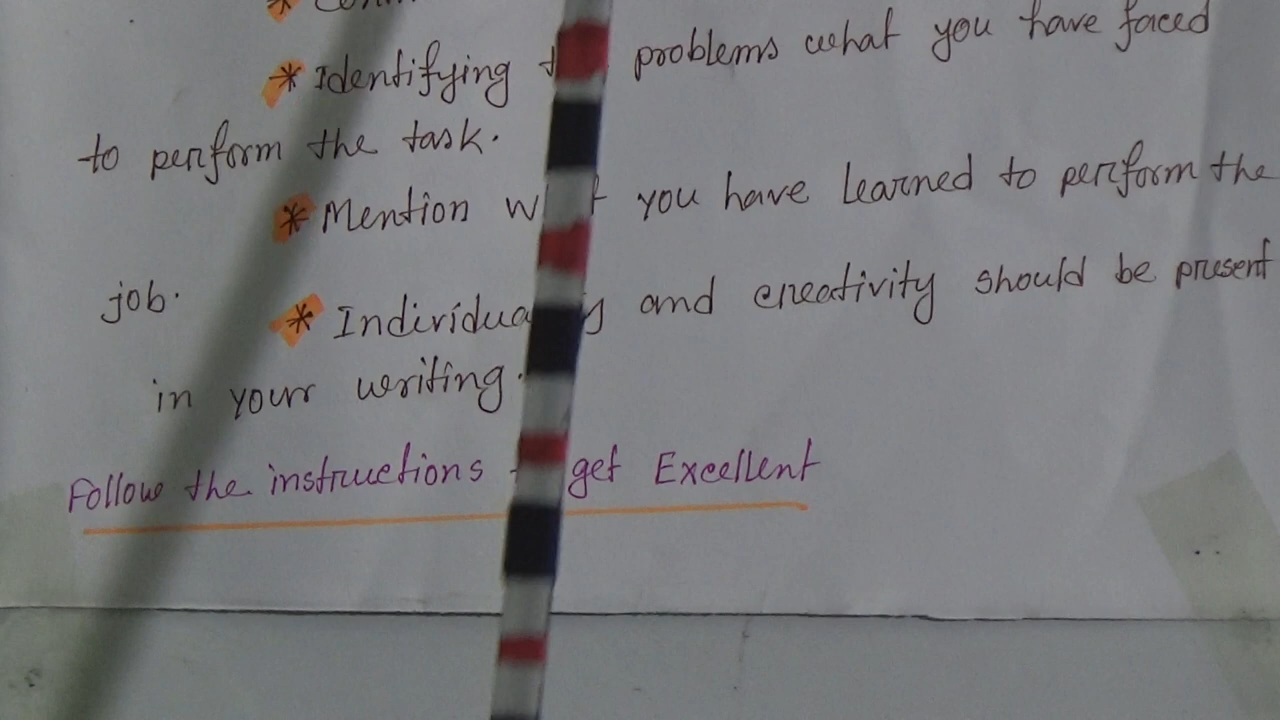 * Identifying problems what you have faced
to perform the task.
* Mention you have learned to perform the
job.
* and creativity should be present
in your writing.
Follow the instructions get Excellent